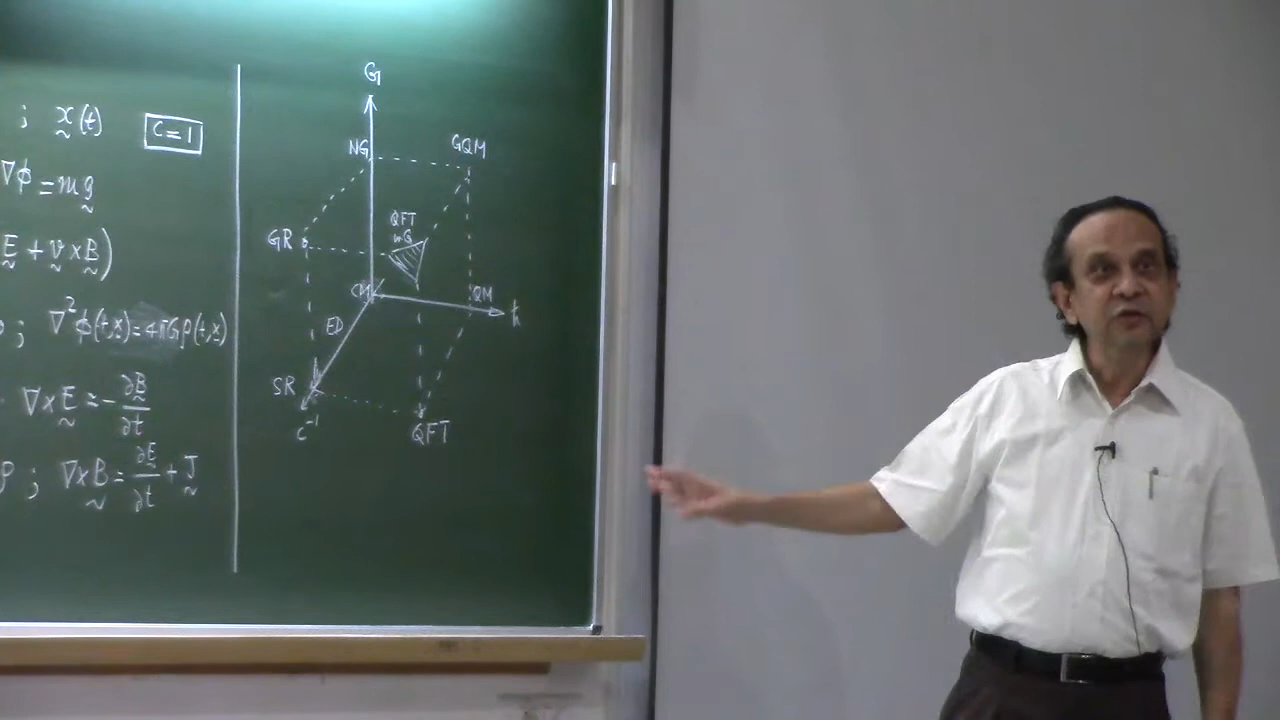 ; x(t)
c = 1
∇φ = mg
E + v × B)
; ∇²φ(t,x) = 4πGρ(t,x)
∇×E = -∂B/∂t
ρ ; ∇×B = ∂E/∂t + J
G
NG
GQM
QFT
GR
wG
CM
QM
ħ
ED
SR
c⁻¹
QFT